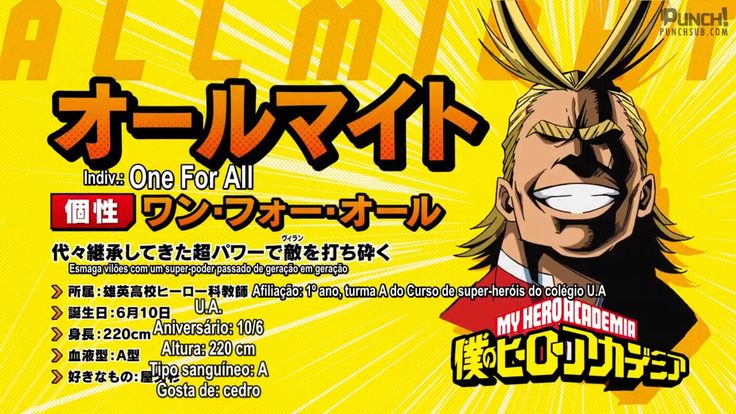 ALL MIGHT
PUNCH!
PUNCHSUB.COM
オールマイト
Indiv.: One For All
個性 ワン・フォー・オール
代々継承してきた超パワーで敵を打ち砕く
ヴィラン
Esmaga vilões com um super-poder passado de geração em geração
所属：雄英高校ヒーロー科教師 Afiliação: 1º ano, turma A do Curso de super-heróis do colégio U.A
U.A.
誕生日：6月10日
Aniversário: 10/6
身長：220cm
Altura: 220 cm
血液型：A型
Tipo sanguíneo: A
好きなもの：屋
Gosta de: cedro
MY HERO ACADEMIA
僕のヒーローアカデミア